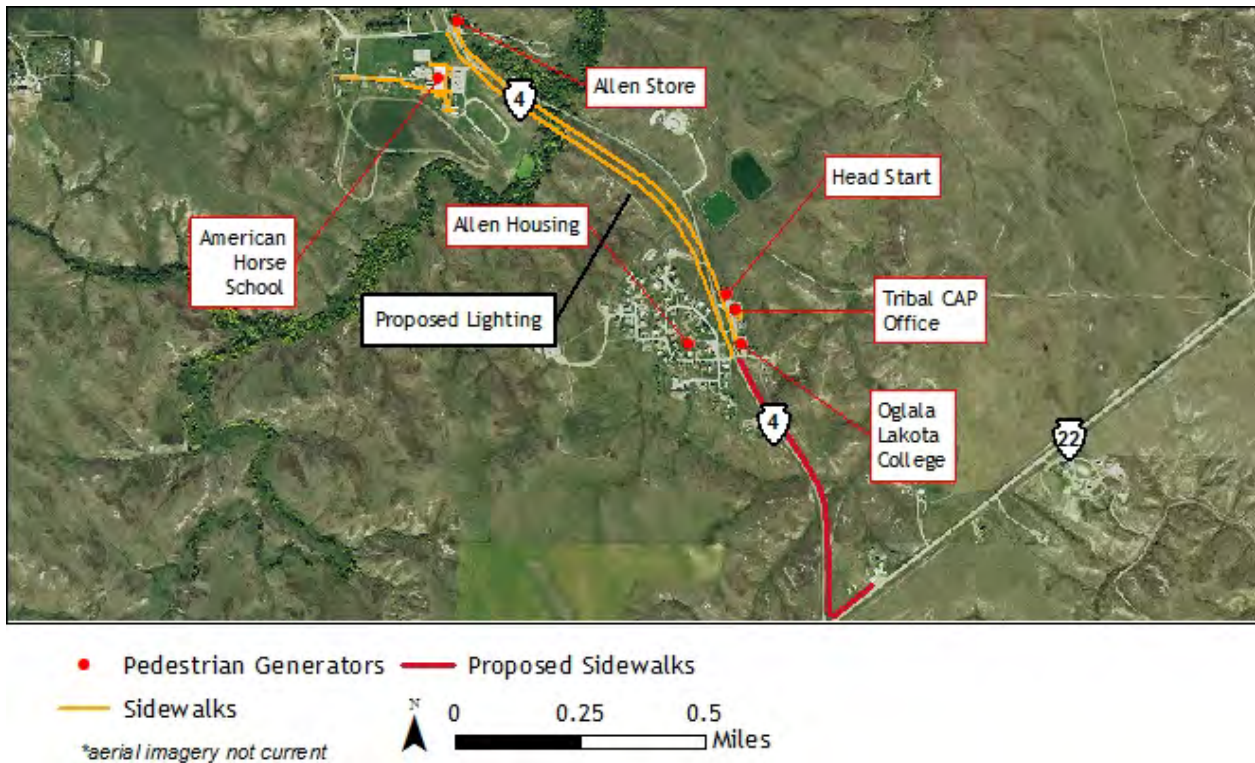 4
Allen Store
Head Start
Allen Housing
American
Horse
School
Tribal CAP
Office
Proposed Lighting
Oglala
Lakota
College
4
22
Pedestrian Generators
Proposed Sidewalks
Sidewalks
N
0 0.25 0.5
Miles
*aerial imagery not current